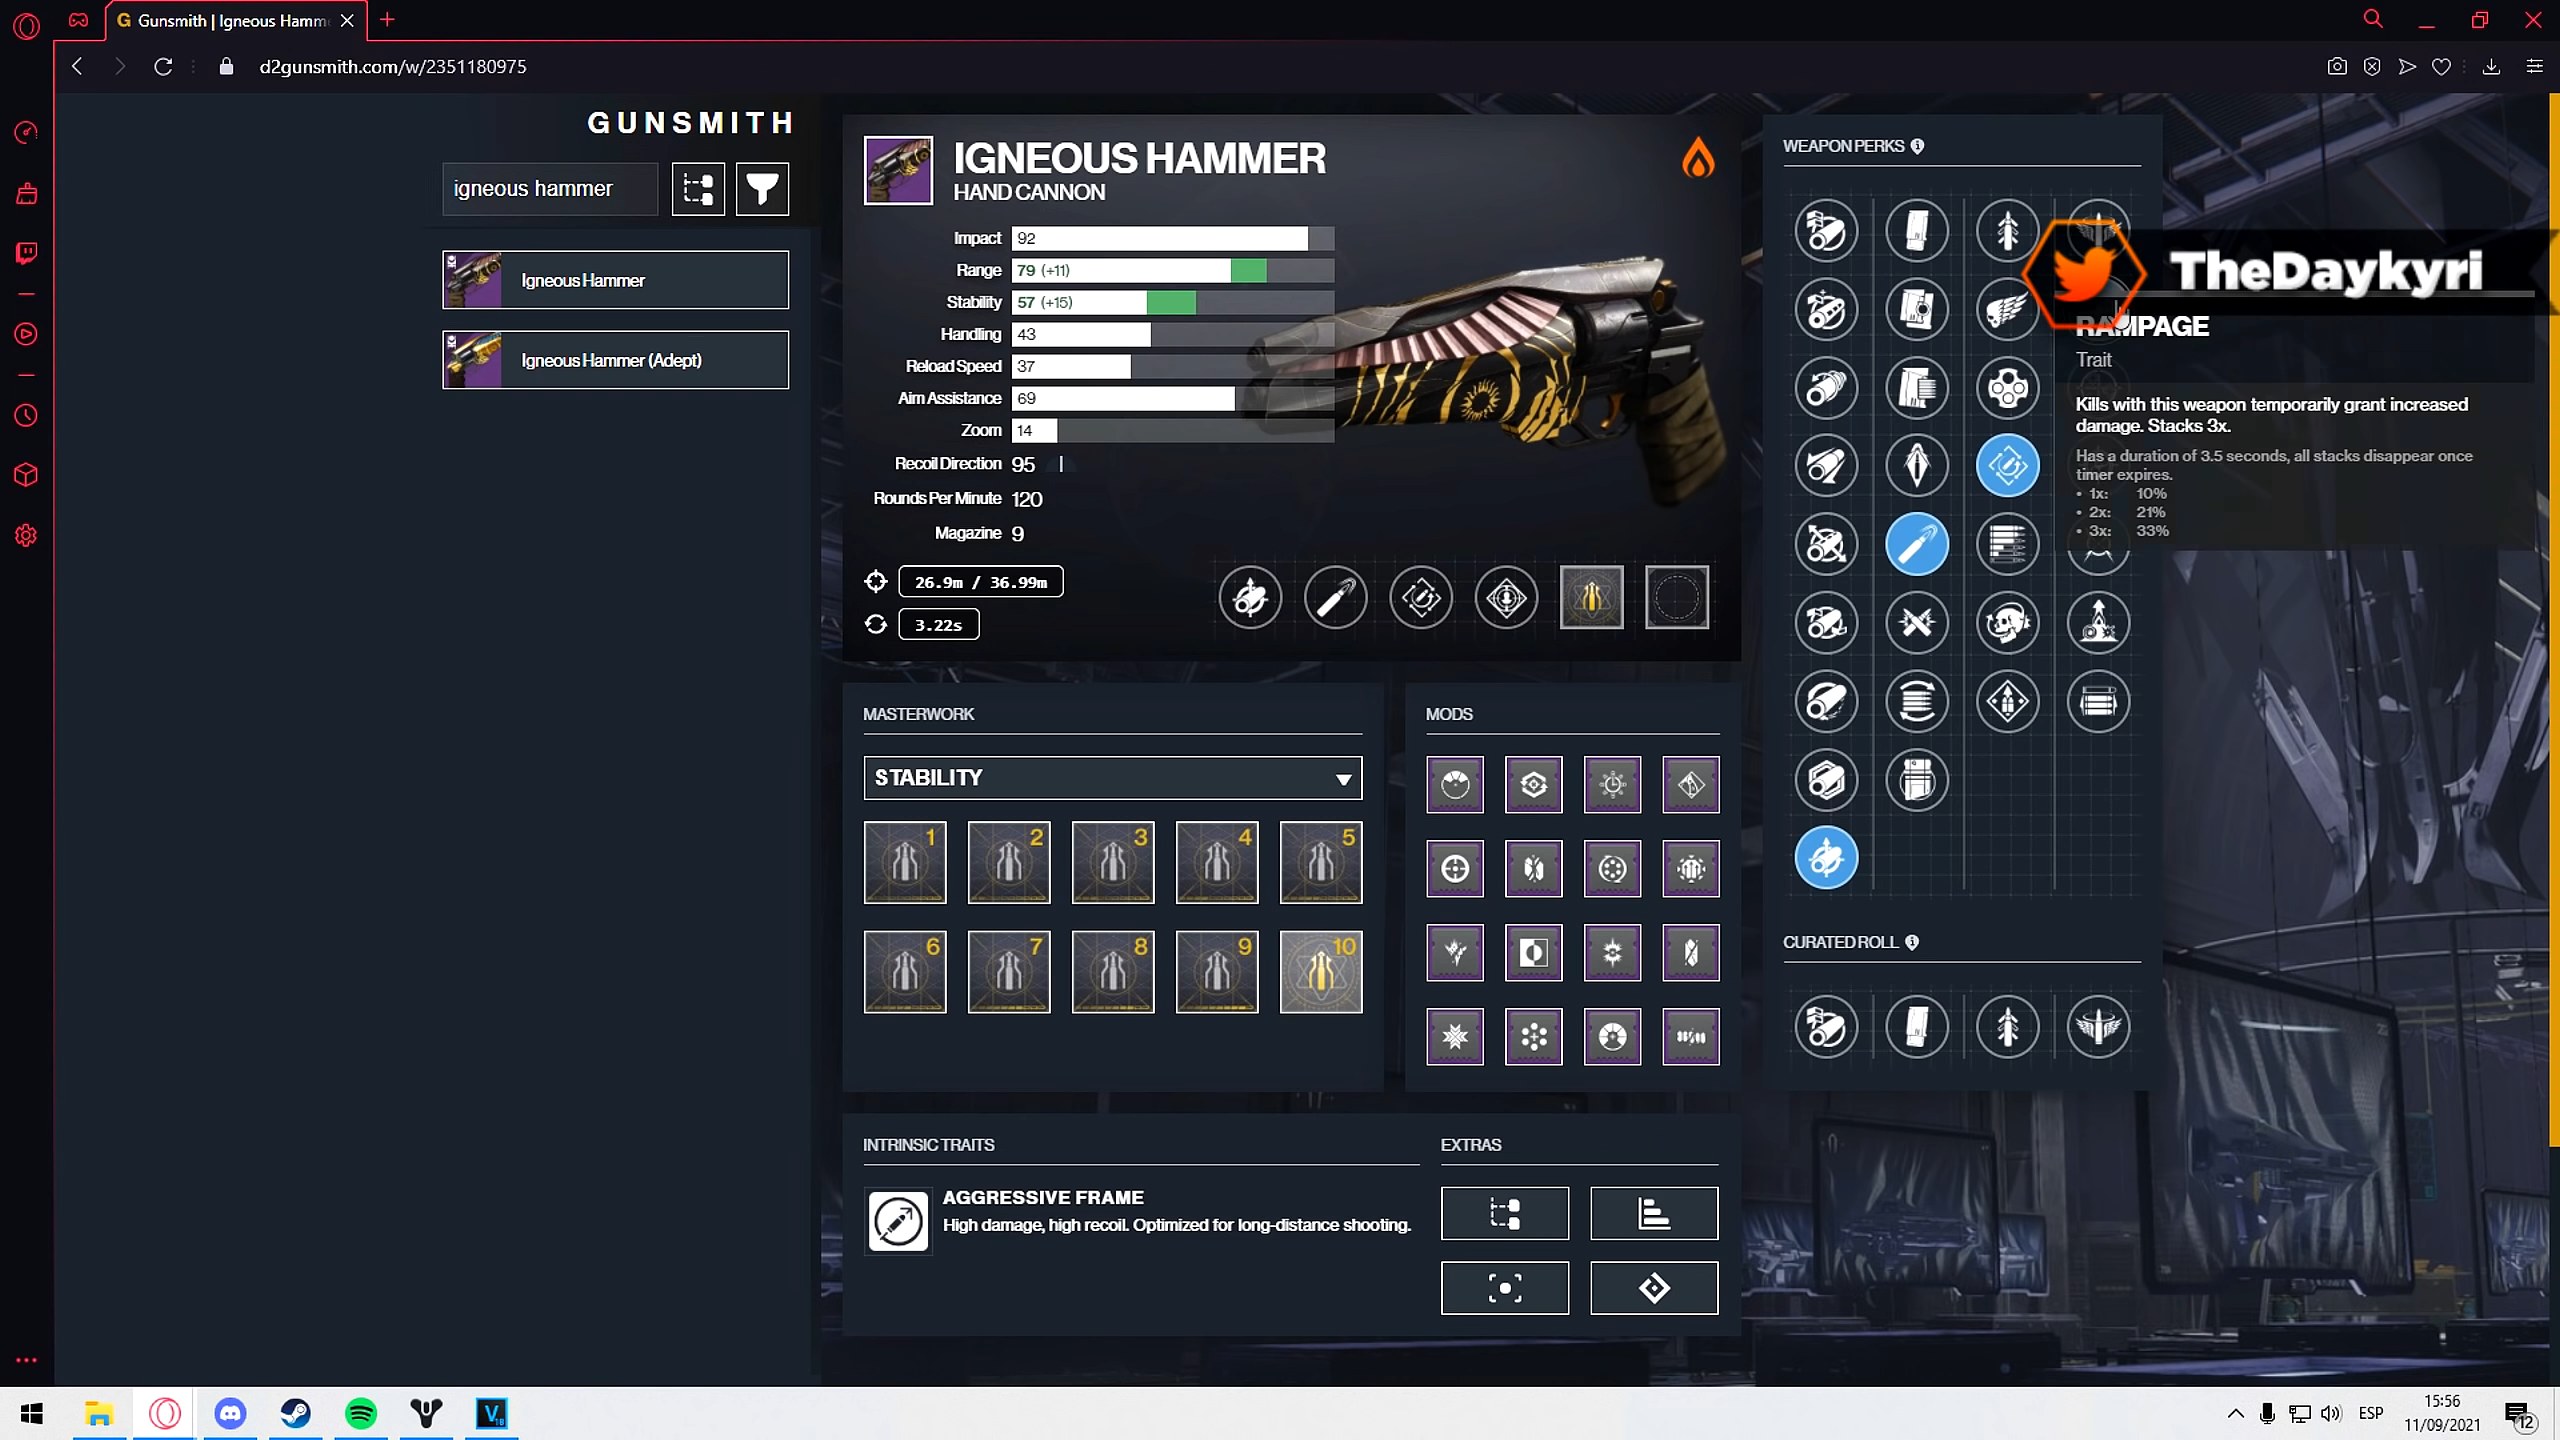 Gunsmith | Igneous Hamm
d2gunsmith.com/w/2351180975
GUNSMITH
igneous hammer
Igneous Hammer
Igneous Hammer (Adept)
IGNEOUS HAMMER
HAND CANNON
Impact 92
Range 79 (+11)
Stability 57 (+15)
Handling 43
Reload Speed 37
Aim Assistance 69
Zoom 14
Recoil Direction 95
Rounds Per Minute 120
Magazine 9
26.9m / 36.99m
3.22s
MASTERWORK
STABILITY
1 2 3 4 5
6 7 8 9 10
MODS
INTRINSIC TRAITS
AGGRESSIVE FRAME
High damage, high recoil. Optimized for long-distance shooting.
EXTRAS
WEAPON PERKS
TheDaykyri
RAMPAGE
Trait
Kills with this weapon temporarily grant increased
damage. Stacks 3x.
Has a duration of 3.5 seconds, all stacks disappear once
timer expires.
• 1x: 10%
• 2x: 21%
• 3x: 33%
CURATED ROLL
ESP
15:56
11/09/2021
12